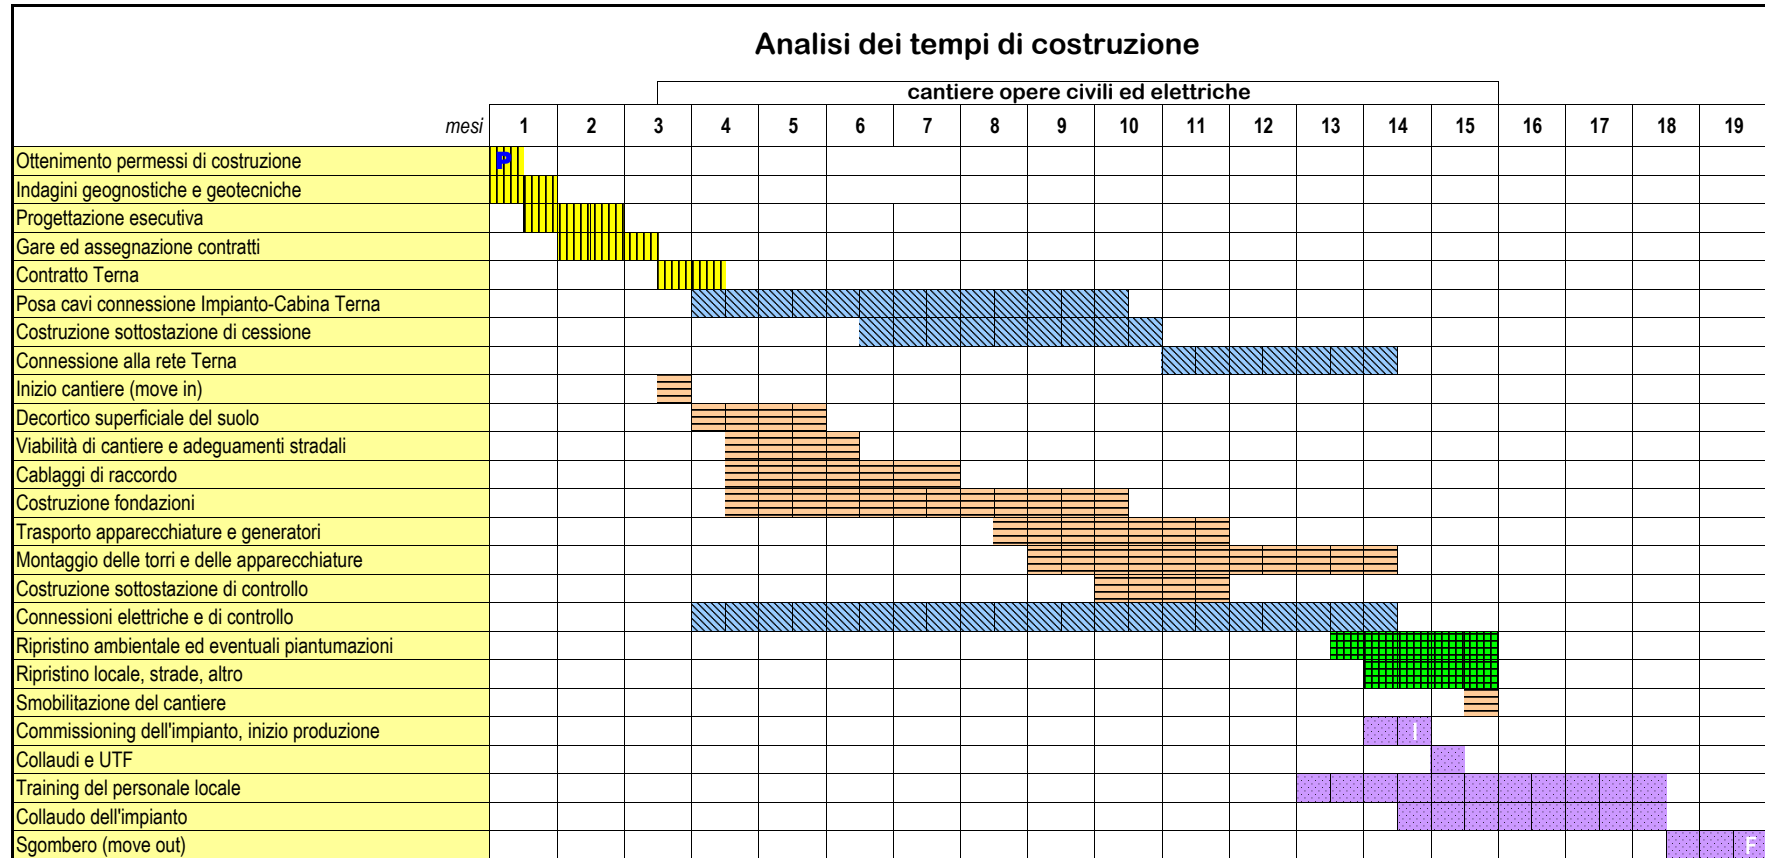 Analisi dei tempi di costruzione
cantiere opere civili ed elettriche
mesi 1 2 3 4 5 6 7 8 9 10 11 12 13 14 15 16 17 18 19
Ottenimento permessi di costruzione P
Indagini geognostiche e geotecniche
Progettazione esecutiva
Gare ed assegnazione contratti
Contratto Terna
Posa cavi connessione Impianto-Cabina Terna
Costruzione sottostazione di cessione
Connessione alla rete Terna
Inizio cantiere (move in)
Decortico superficiale del suolo
Viabilità di cantiere e adeguamenti stradali
Cablaggi di raccordo
Costruzione fondazioni
Trasporto apparecchiature e generatori
Montaggio delle torri e delle apparecchiature
Costruzione sottostazione di controllo
Connessioni elettriche e di controllo
Ripristino ambientale ed eventuali piantumazioni
Ripristino locale, strade, altro
Smobilitazione del cantiere
Commissioning dell'impianto, inizio produzione I
Collaudi e UTF
Training del personale locale
Collaudo dell'impianto
Sgombero (move out) F